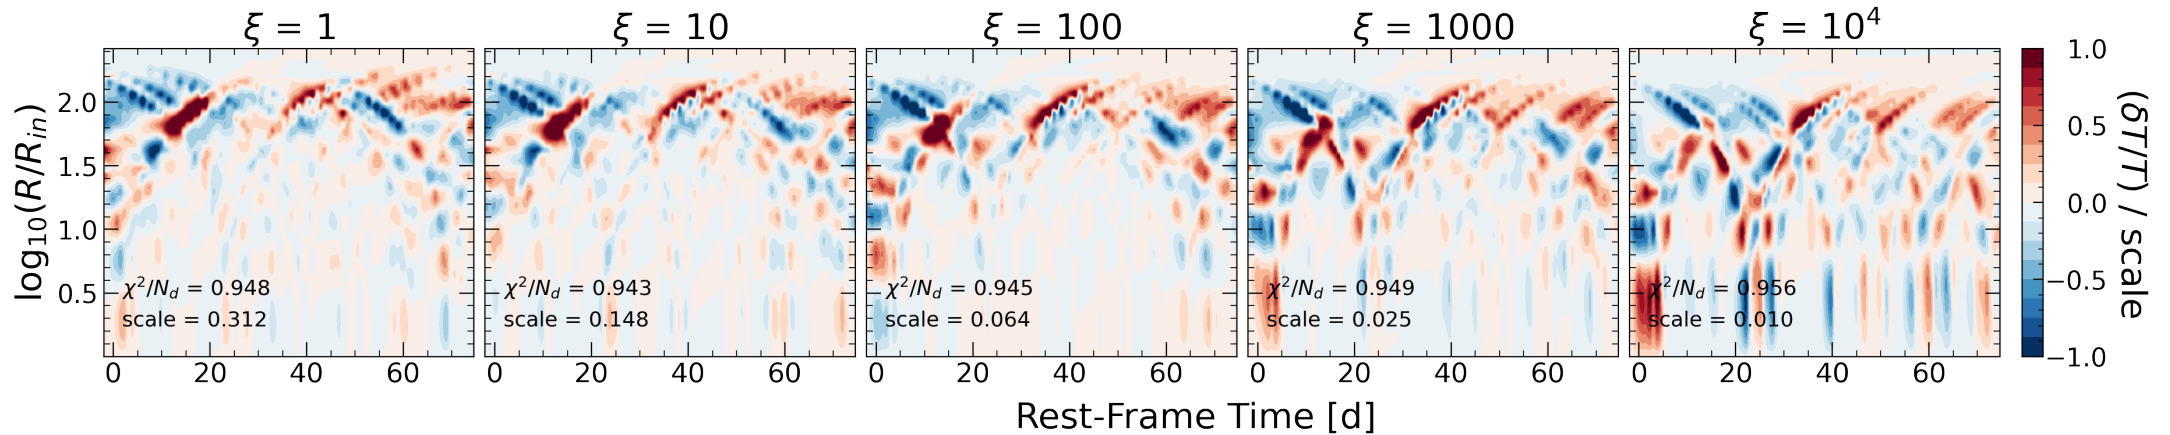 ξ = 1
ξ = 10
ξ = 100
ξ = 1000
ξ = 10⁴
log₁₀(R/R_in)
2.0
1.5
1.0
0.5
χ²/N_d = 0.948
scale = 0.312
χ²/N_d = 0.943
scale = 0.148
χ²/N_d = 0.945
scale = 0.064
χ²/N_d = 0.949
scale = 0.025
χ²/N_d = 0.956
scale = 0.010
0 20 40 60
0 20 40 60
0 20 40 60
0 20 40 60
0 20 40 60
Rest-Frame Time [d]
1.0
0.5
0.0
−0.5
−1.0
(δT/T) / scale